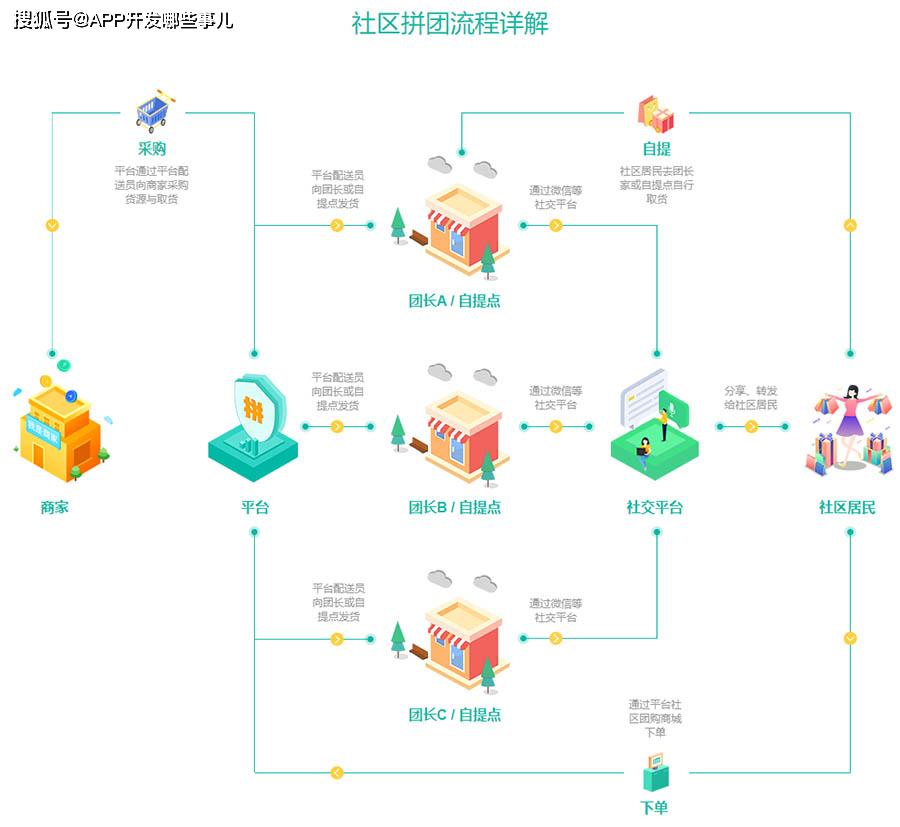 搜狐号@APP开发哪些事儿
社区拼团流程详解
采购
平台通过平台配
送员向商家采购
货源与取货
自提
社区居民去团长
家或自提点自行
取货
平台配送员
向团长或自
提点发货
通过微信等
社交平台
团长A / 自提点
平台配送员
向团长或自
提点发货
通过微信等
社交平台
分享、转发
给社区居民
我是商家
商家
平台
团长B / 自提点
社交平台
社区居民
平台配送员
向团长或自
提点发货
通过微信等
社交平台
团长C / 自提点
通过平台社
区团购商城
下单
下单